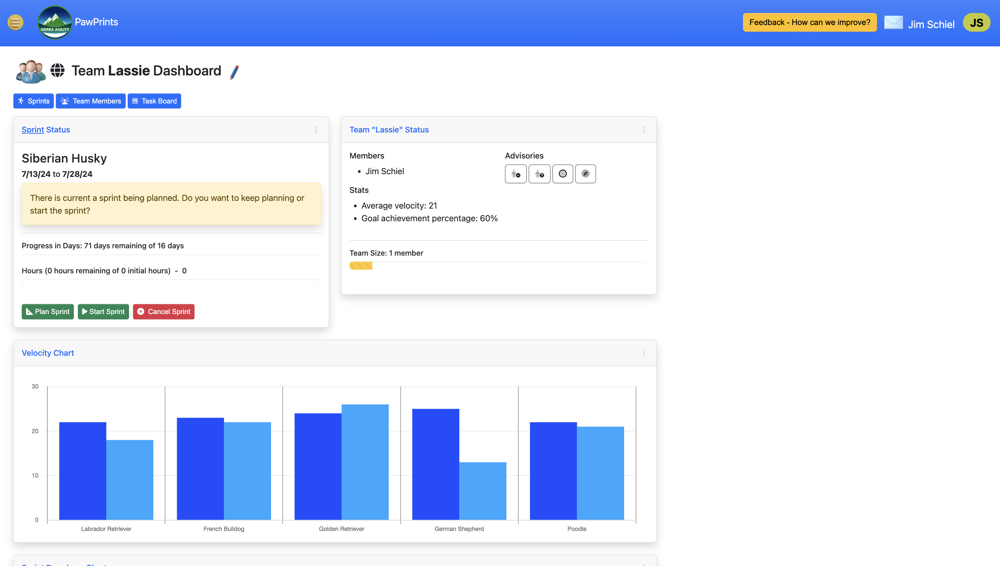 SIERRA AGILITY
PawPrints
Feedback - How can we improve?
Jim Schiel
JS
Team Lassie Dashboard
Sprints
Team Members
Task Board
Sprint Status
Siberian Husky
7/13/24 to 7/28/24
There is current a sprint being planned. Do you want to keep planning or
start the sprint?
Progress in Days: 71 days remaining of 16 days
Hours (0 hours remaining of 0 initial hours) - 0
Plan Sprint
Start Sprint
Cancel Sprint
Team "Lassie" Status
Members
• Jim Schiel
Advisories
Stats
• Average velocity: 21
• Goal achievement percentage: 60%
Team Size: 1 member
Velocity Chart
30
20
10
0
Labrador Retriever
French Bulldog
Golden Retriever
German Shepherd
Poodle